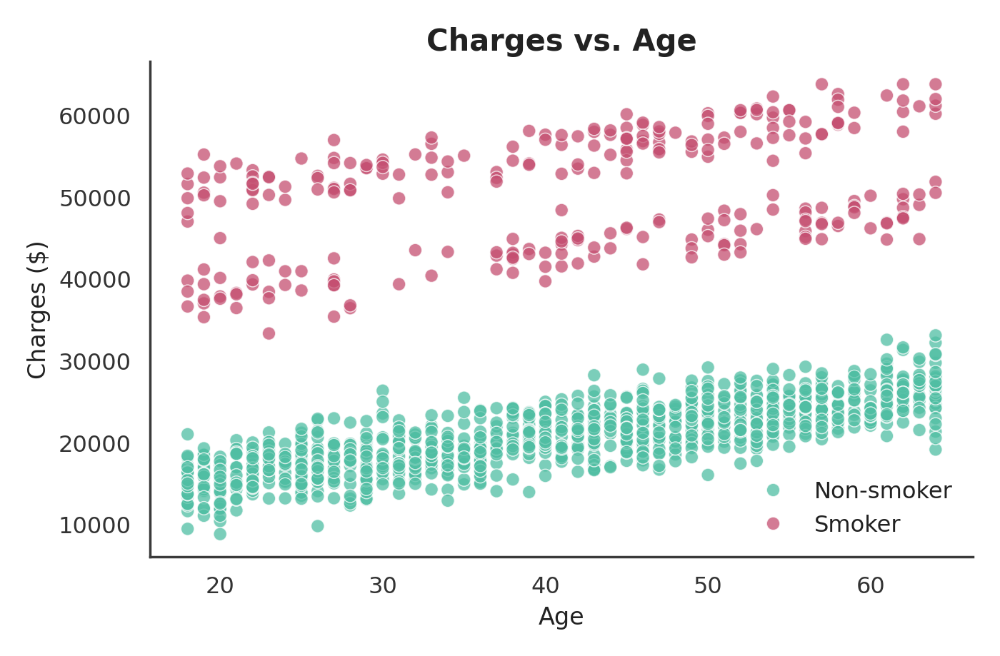 Charges vs. Age
Charges ($)
60000
50000
40000
30000
20000
10000
Non-smoker
Smoker
20 30 40 50 60
Age